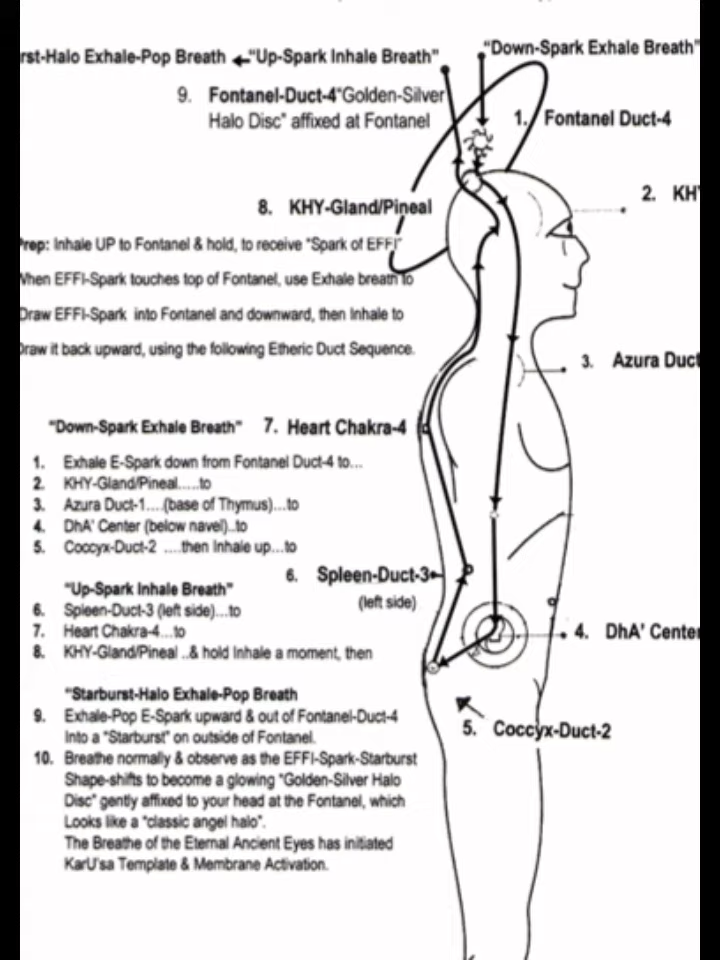 rst-Halo Exhale-Pop Breath ← "Up-Spark Inhale Breath"
"Down-Spark Exhale Breath"
9. Fontanel-Duct-4 "Golden-Silver
Halo Disc" affixed at Fontanel
1. Fontanel Duct-4
2. KH
8. KHY-Gland/Pineal
Prep: Inhale UP to Fontanel & hold, to receive "Spark of EFFI"
When EFFI-Spark touches top of Fontanel, use Exhale breath to
Draw EFFI-Spark into Fontanel and downward, then Inhale to
Draw it back upward, using the following Etheric Duct Sequence.
3. Azura Duct
"Down-Spark Exhale Breath"
7. Heart Chakra-4
1. Exhale E-Spark down from Fontanel Duct-4 to...
2. KHY-Gland/Pineal.....to
3. Azura Duct-1....(base of Thymus)...to
4. DhA' Center (below navel)..to
5. Coccyx-Duct-2 ....then Inhale up...to
6. Spleen-Duct-3
(left side)
"Up-Spark Inhale Breath"
6. Spleen-Duct-3 (left side)...to
7. Heart Chakra-4...to
8. KHY-Gland/Pineal ..& hold Inhale a moment, then
4. DhA' Center
"Starburst-Halo Exhale-Pop Breath
9. Exhale-Pop E-Spark upward & out of Fontanel-Duct-4
Into a "Starburst" on outside of Fontanel.
5. Coccyx-Duct-2
10. Breathe normally & observe as the EFFI-Spark-Starburst
Shape-shifts to become a glowing "Golden-Silver Halo
Disc" gently affixed to your head at the Fontanel, which
Looks like a "classic angel halo".
The Breathe of the Eternal Ancient Eyes has initiated
KarU'sa Template & Membrane Activation.